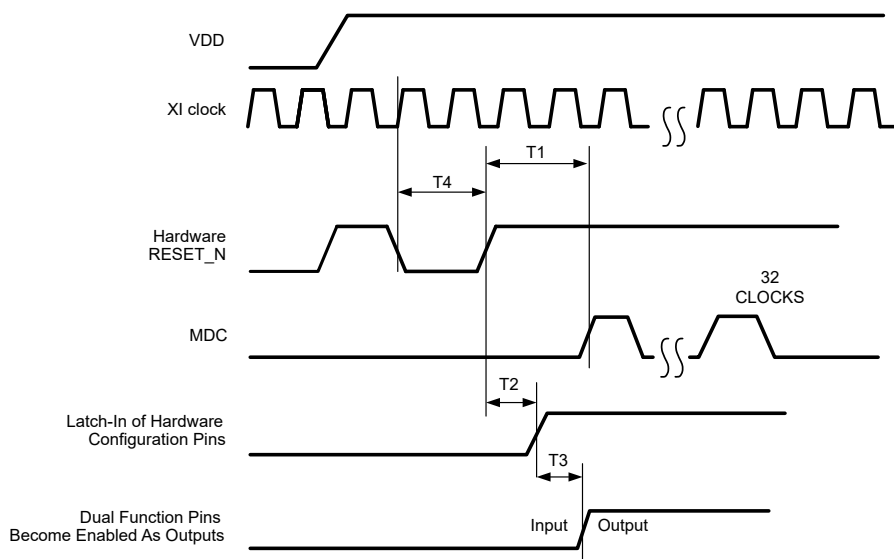 VDD
XI clock
T1
T4
Hardware
RESET_N
32
CLOCKS
MDC
T2
Latch-In of Hardware
Configuration Pins
T3
Dual Function Pins
Become Enabled As Outputs
Input
Output